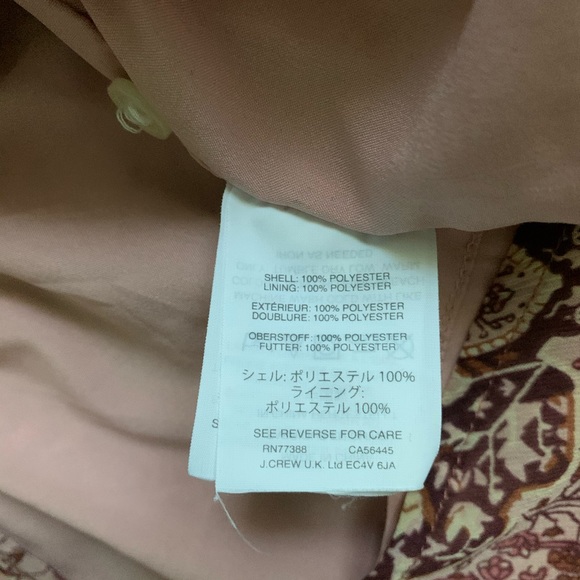 SHELL: 100% POLYESTER
LINING: 100% POLYESTER
EXTÉRIEUR: 100% POLYESTER
DOUBLURE: 100% POLYESTER
OBERSTOFF: 100% POLYESTER
FUTTER: 100% POLYESTER
シェル: ポリエステル 100%
ライニング:
ポリエステル 100%
SEE REVERSE FOR CARE
RN77388 CA56445
J.CREW U.K. Ltd EC4V 6JA